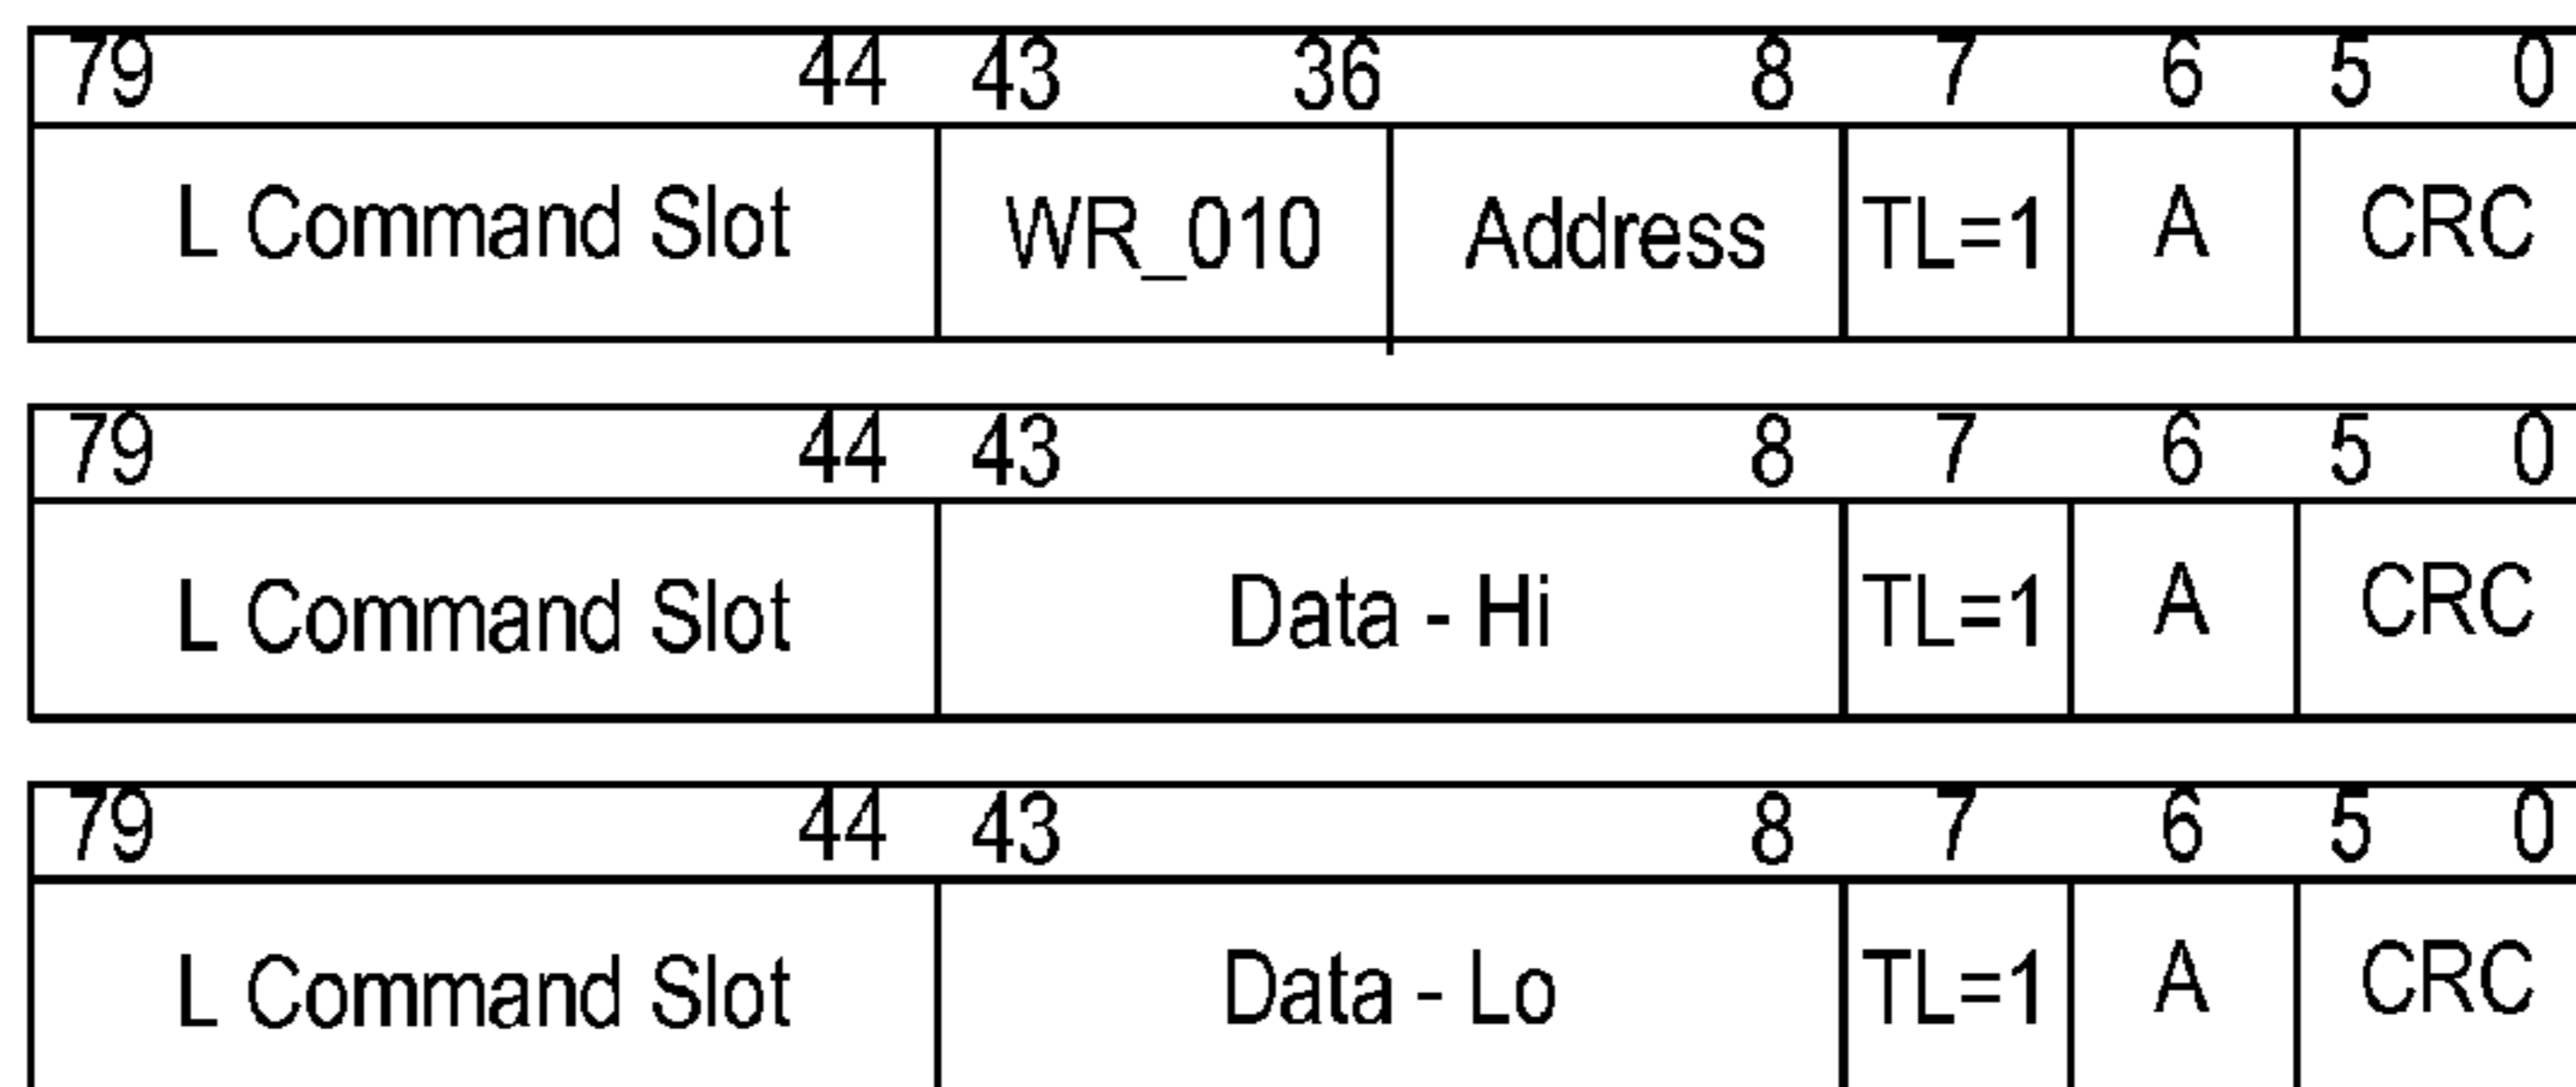 79 44 43 36 8 7 6 5 0
L Command Slot WR_010 Address TL=1 A CRC
79 44 43 8 7 6 5 0
L Command Slot Data - Hi TL=1 A CRC
79 44 43 8 7 6 5 0
L Command Slot Data - Lo TL=1 A CRC